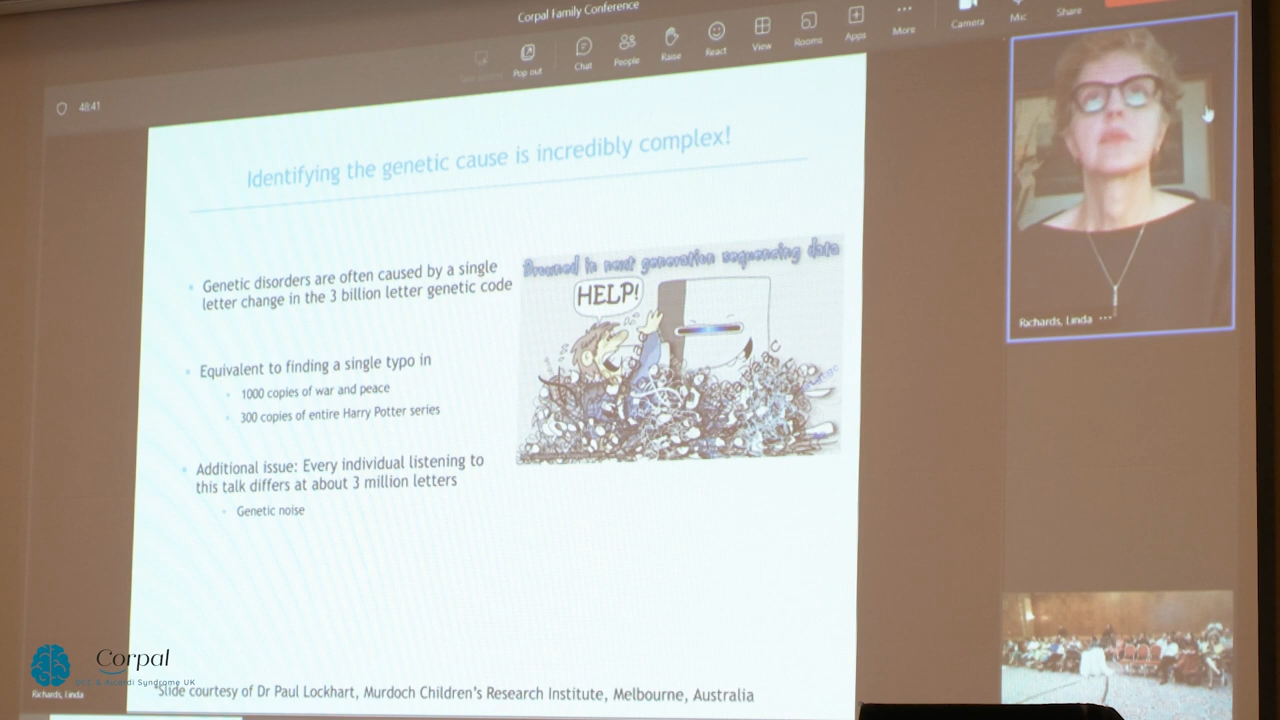 Corpal Family Conference
Pop out
Chat
People
Raise
React
View
Rooms
Apps
More
Camera
Mic
Share
48:41
Identifying the genetic cause is incredibly complex!
Genetic disorders are often caused by a single
letter change in the 3 billion letter genetic code
Equivalent to finding a single typo in
1000 copies of war and peace
300 copies of entire Harry Potter series
Additional issue: Every individual listening to
this talk differs at about 3 million letters
Genetic noise
Drowned in next generation sequencing data
HELP!
Richards, Linda
Corpal
DCC & Aicardi Syndrome UK
Richards, Linda
*Slide courtesy of Dr Paul Lockhart, Murdoch Children's Research Institute, Melbourne, Australia